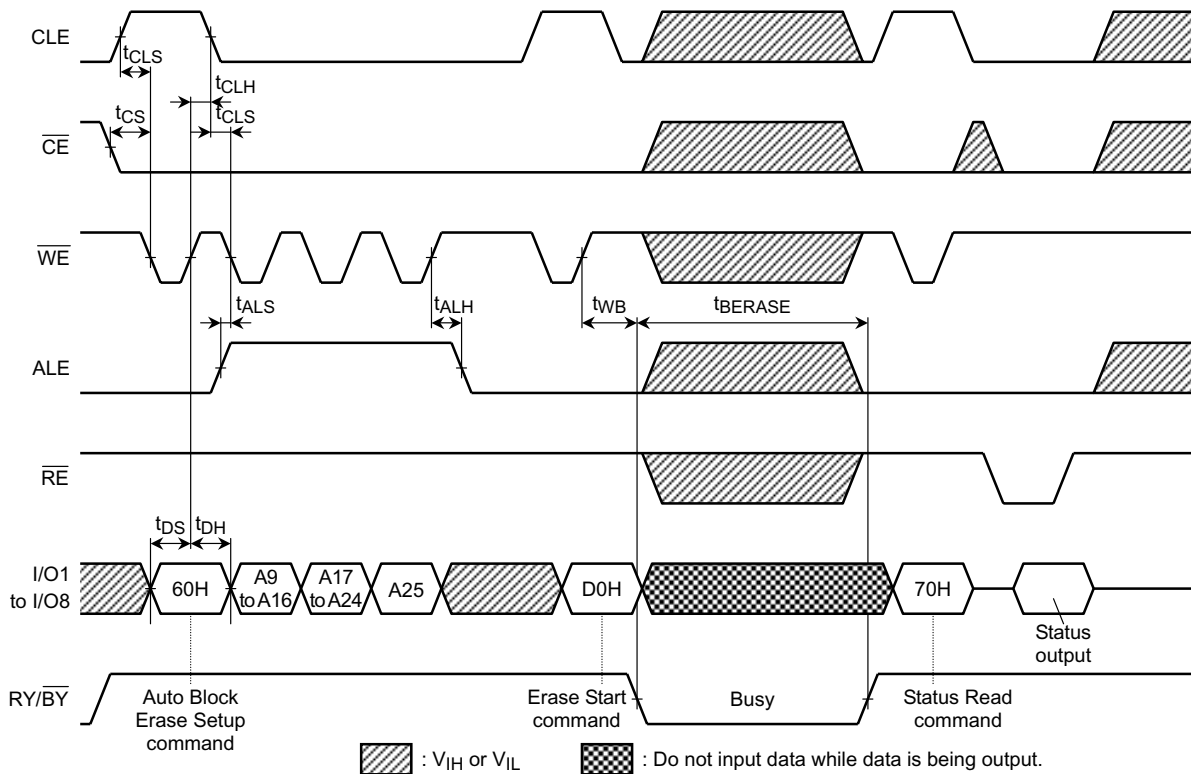 CLE
tCLS
tCLH
tCS
tCLS
CE
WE
tALS
tALH
tWB
tBERASE
ALE
RE
tDS
tDH
I/O1
to I/O8
60H
A9
to A16
A17
to A24
A25
D0H
70H
Status
output
RY/BY
Auto Block
Erase Setup
command
Erase Start
command
Busy
Status Read
command
: VIH or VIL
: Do not input data while data is being output.